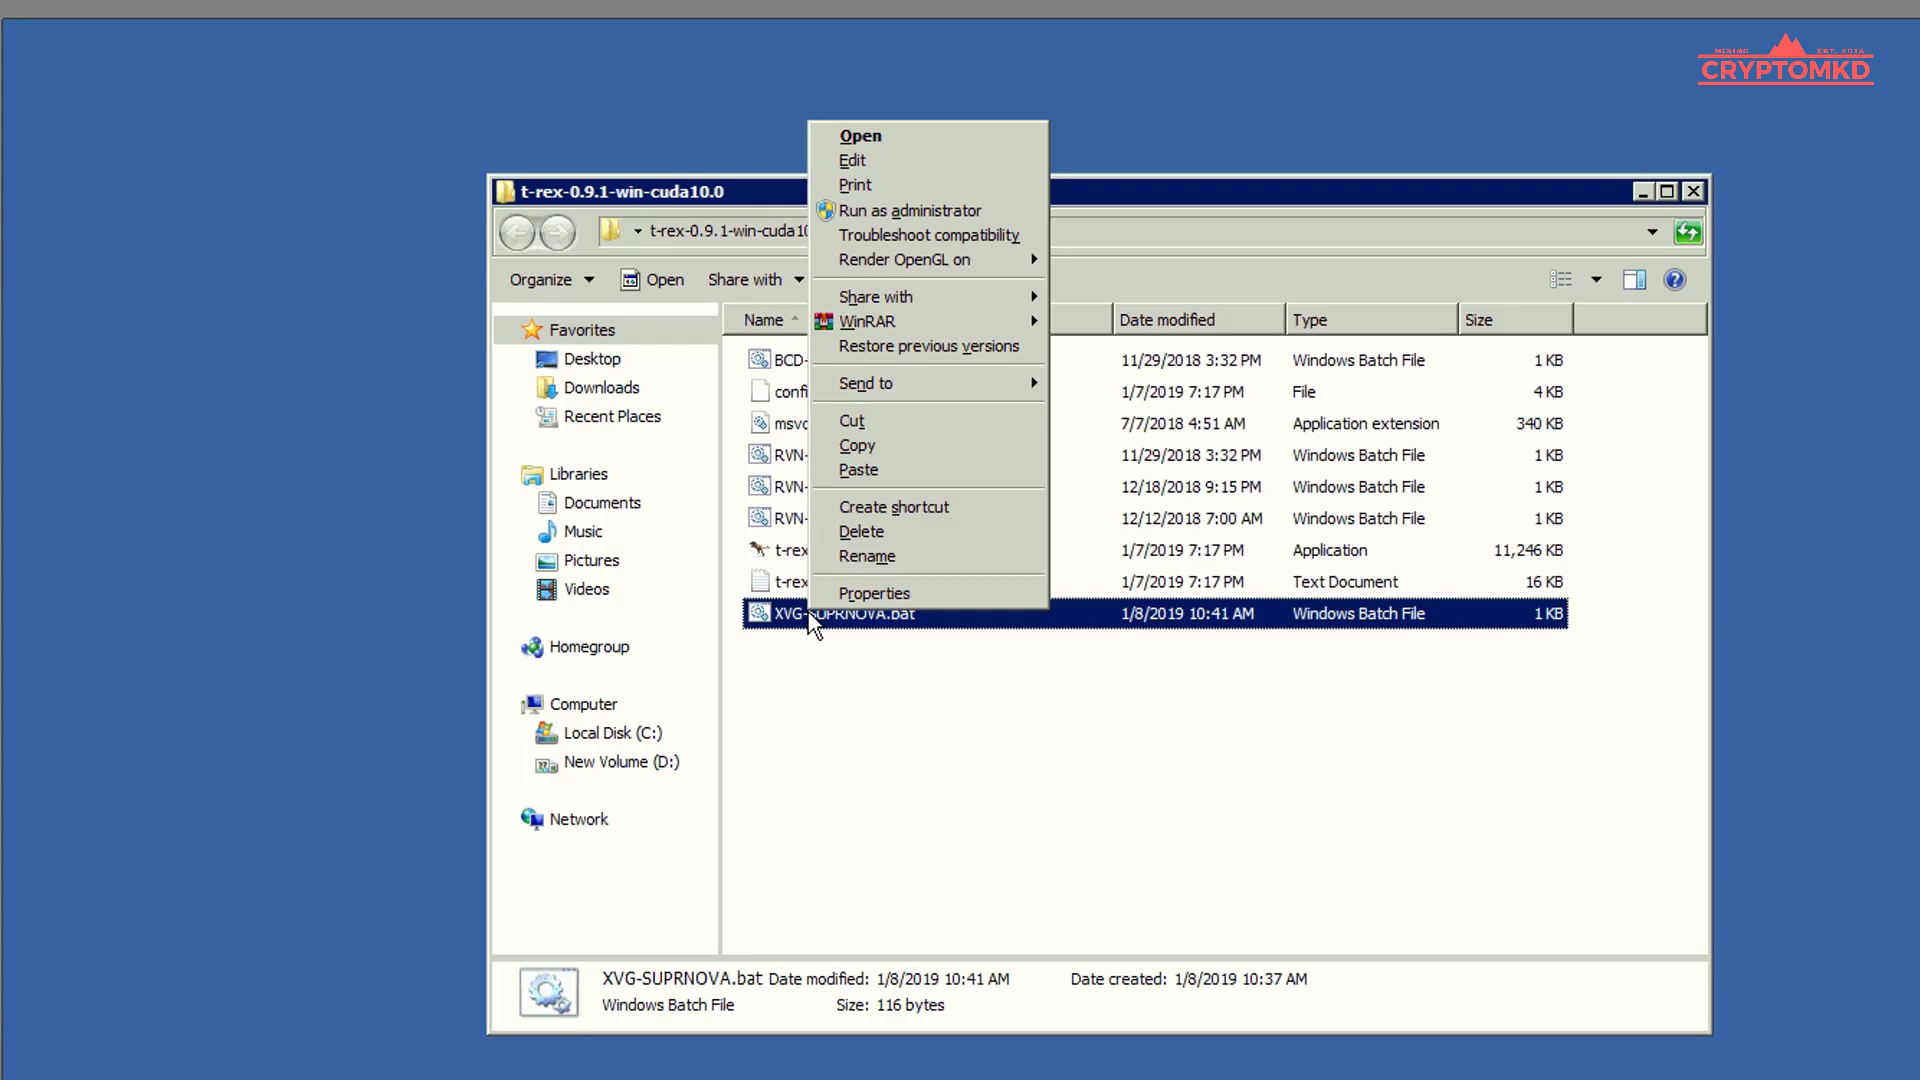 MINING EST. 2014
CRYPTOMKD
Open
Edit
Print
Run as administrator
Troubleshoot compatibility
Render OpenGL on
Share with
WinRAR
Restore previous versions
Send to
Cut
Copy
Paste
Create shortcut
Delete
Rename
Properties
t-rex-0.9.1-win-cuda10.0
t-rex-0.9.1-win-cuda10
Organize Open Share with
Name Date modified Type Size
BCD- 11/29/2018 3:32 PM Windows Batch File 1 KB
confi 1/7/2019 7:17 PM File 4 KB
msvc 7/7/2018 4:51 AM Application extension 340 KB
RVN- 11/29/2018 3:32 PM Windows Batch File 1 KB
RVN- 12/18/2018 9:15 PM Windows Batch File 1 KB
RVN- 12/12/2018 7:00 AM Windows Batch File 1 KB
t-rex 1/7/2019 7:17 PM Application 11,246 KB
t-rex 1/7/2019 7:17 PM Text Document 16 KB
XVG-SUPRNOVA.bat 1/8/2019 10:41 AM Windows Batch File 1 KB
Favorites
Desktop
Downloads
Recent Places
Libraries
Documents
Music
Pictures
Videos
Homegroup
Computer
Local Disk (C:)
New Volume (D:)
Network
XVG-SUPRNOVA.bat Date modified: 1/8/2019 10:41 AM Date created: 1/8/2019 10:37 AM
Windows Batch File Size: 116 bytes